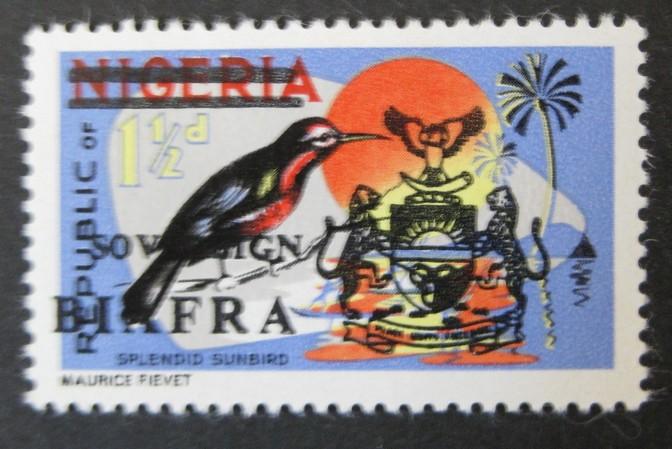 NIGERIA
1½d
REPUBLIC OF
SOVEREIGN
BIAFRA
SPLENDID SUNBIRD
MAURICE FIEVET